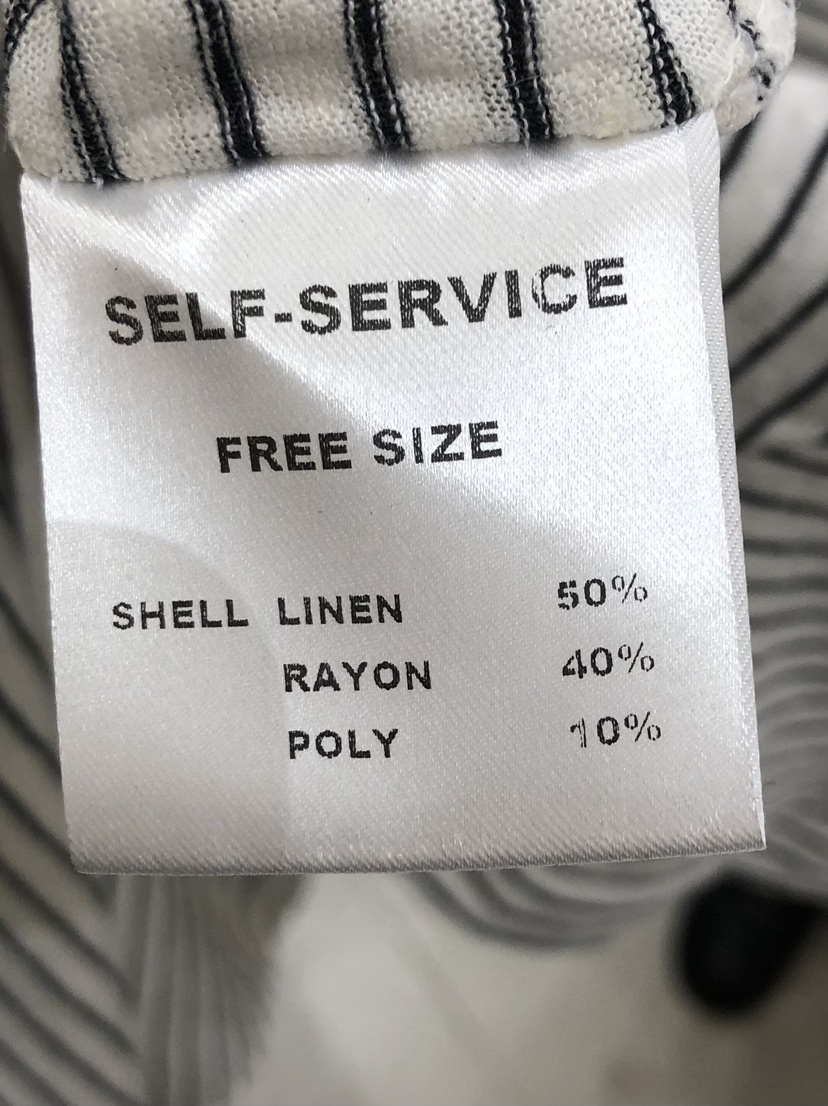 SELF-SERVICE
FREE SIZE
SHELL LINEN 50%
RAYON 40%
POLY 10%